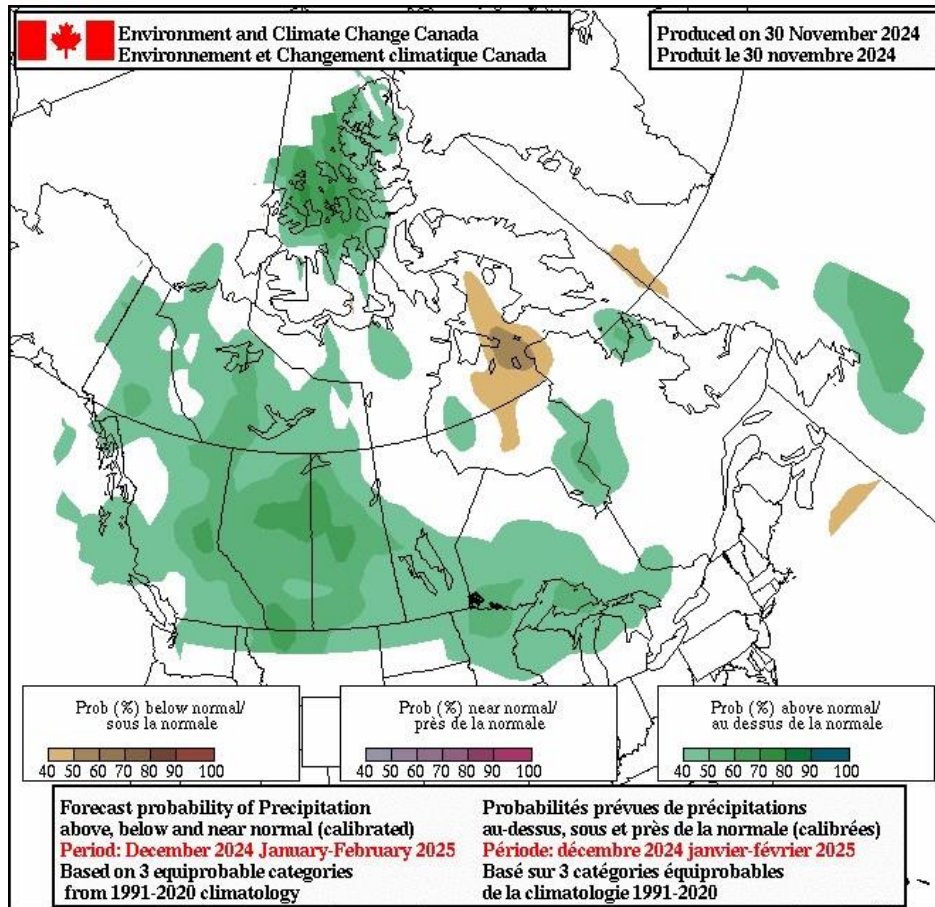 Environment and Climate Change Canada
Environnement et Changement climatique Canada
Produced on 30 November 2024
Produit le 30 novembre 2024
Prob (%) below normal/
sous la normale
40 50 60 70 80 90 100
Prob (%) near normal/
près de la normale
40 50 60 70 80 90 100
Prob (%) above normal/
au dessus de la normale
40 50 60 70 80 90 100
Forecast probability of Precipitation
above, below and near normal (calibrated)
Period: December 2024 January-February 2025
Based on 3 equiprobable categories
from 1991-2020 climatology
Probabilités prévues de précipitations
au-dessus, sous et près de la normale (calibrées)
Période: décembre 2024 janvier-février 2025
Basé sur 3 catégories équiprobables
de la climatologie 1991-2020